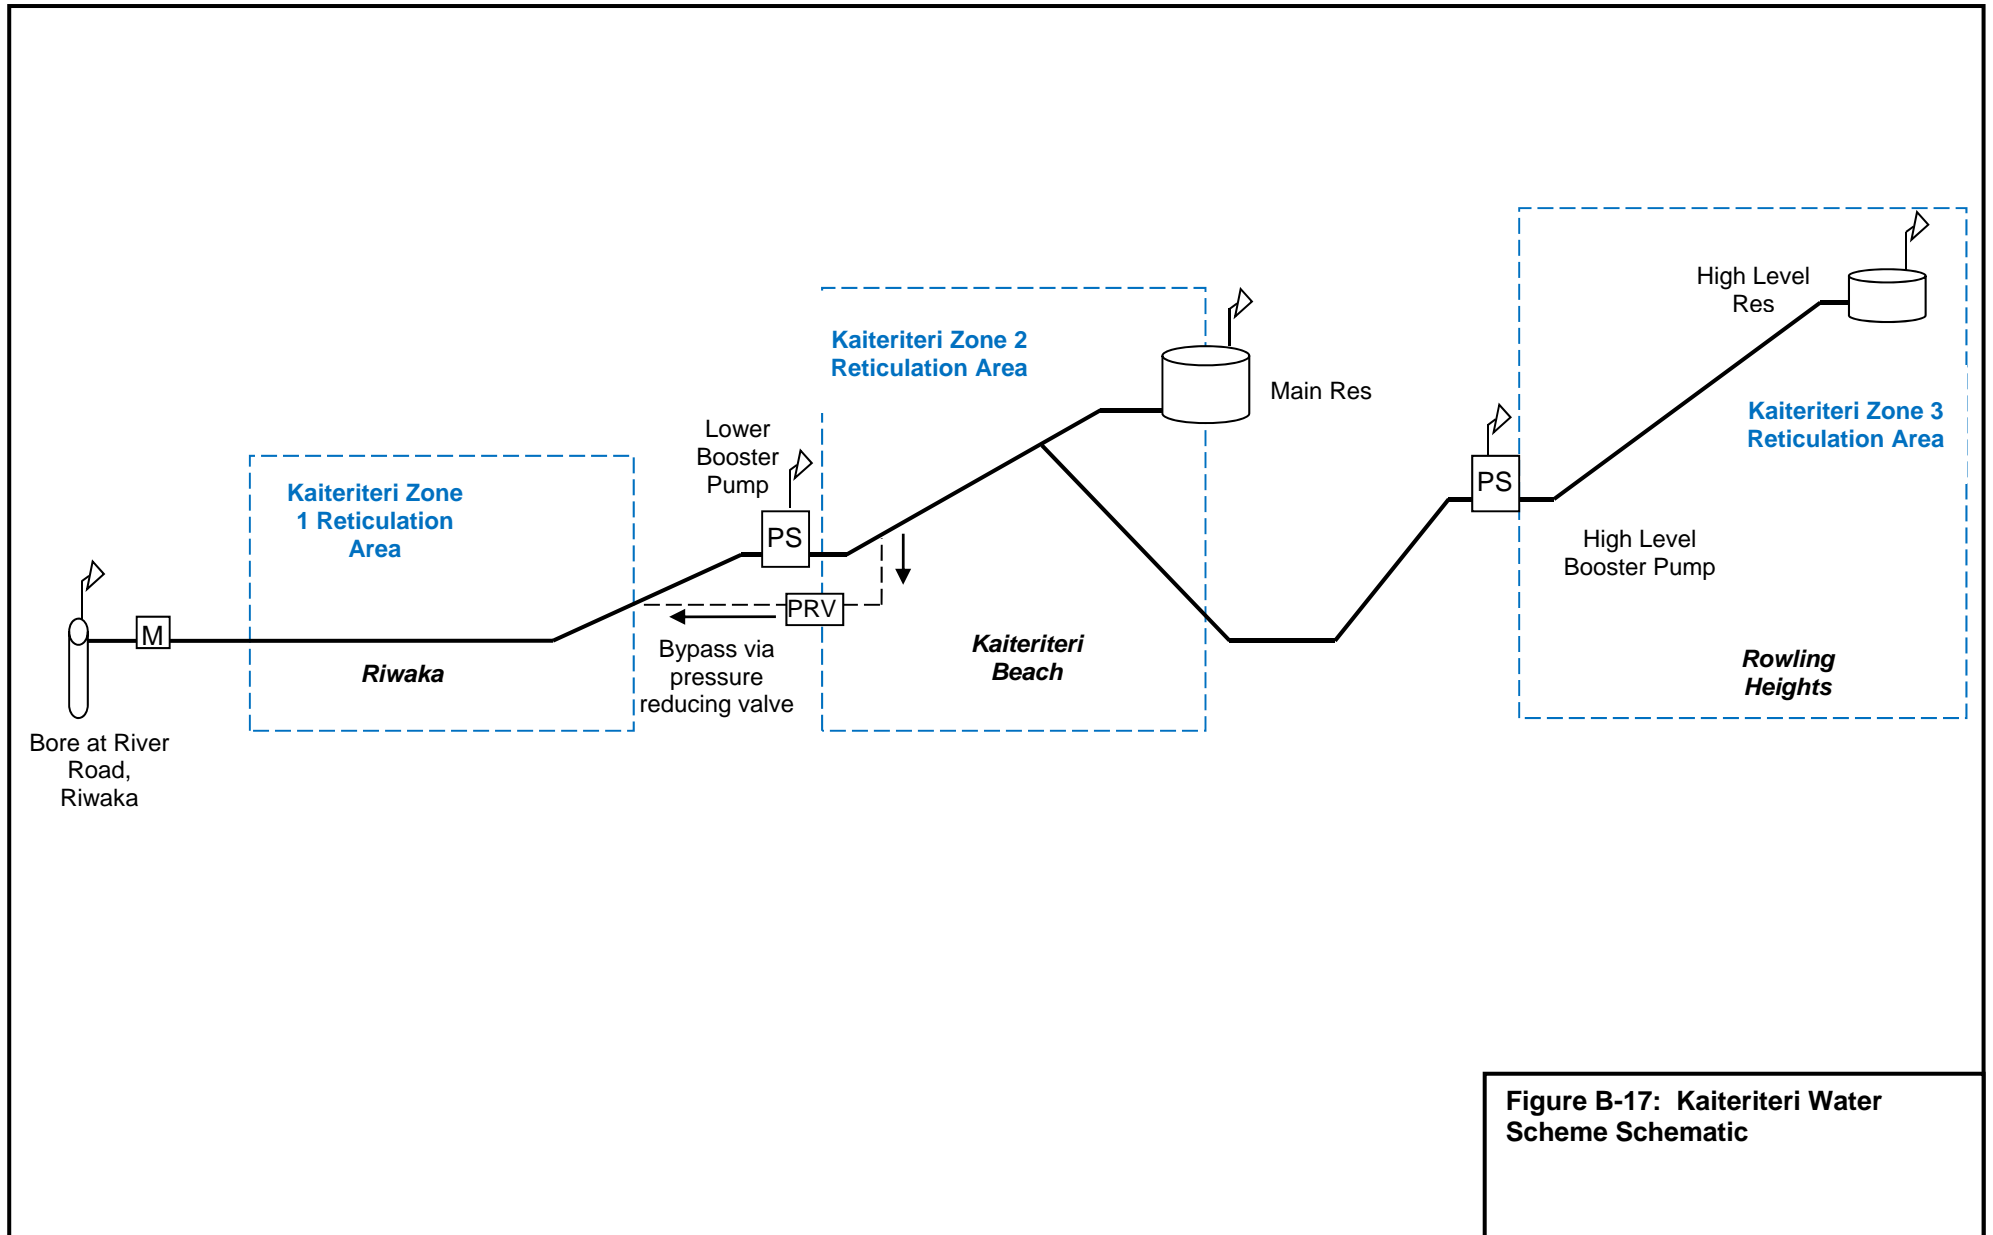 Kaiteriteri Zone
1 Reticulation
Area
Riwaka
M
Bore at River
Road,
Riwaka
Lower
Booster
Pump
PS
PRV
Bypass via
pressure
reducing valve
Kaiteriteri Zone 2
Reticulation Area
Kaiteriteri
Beach
Main Res
PS
High Level
Booster Pump
High Level
Res
Kaiteriteri Zone 3
Reticulation Area
Rowling
Heights
Figure B-17: Kaiteriteri Water
Scheme Schematic